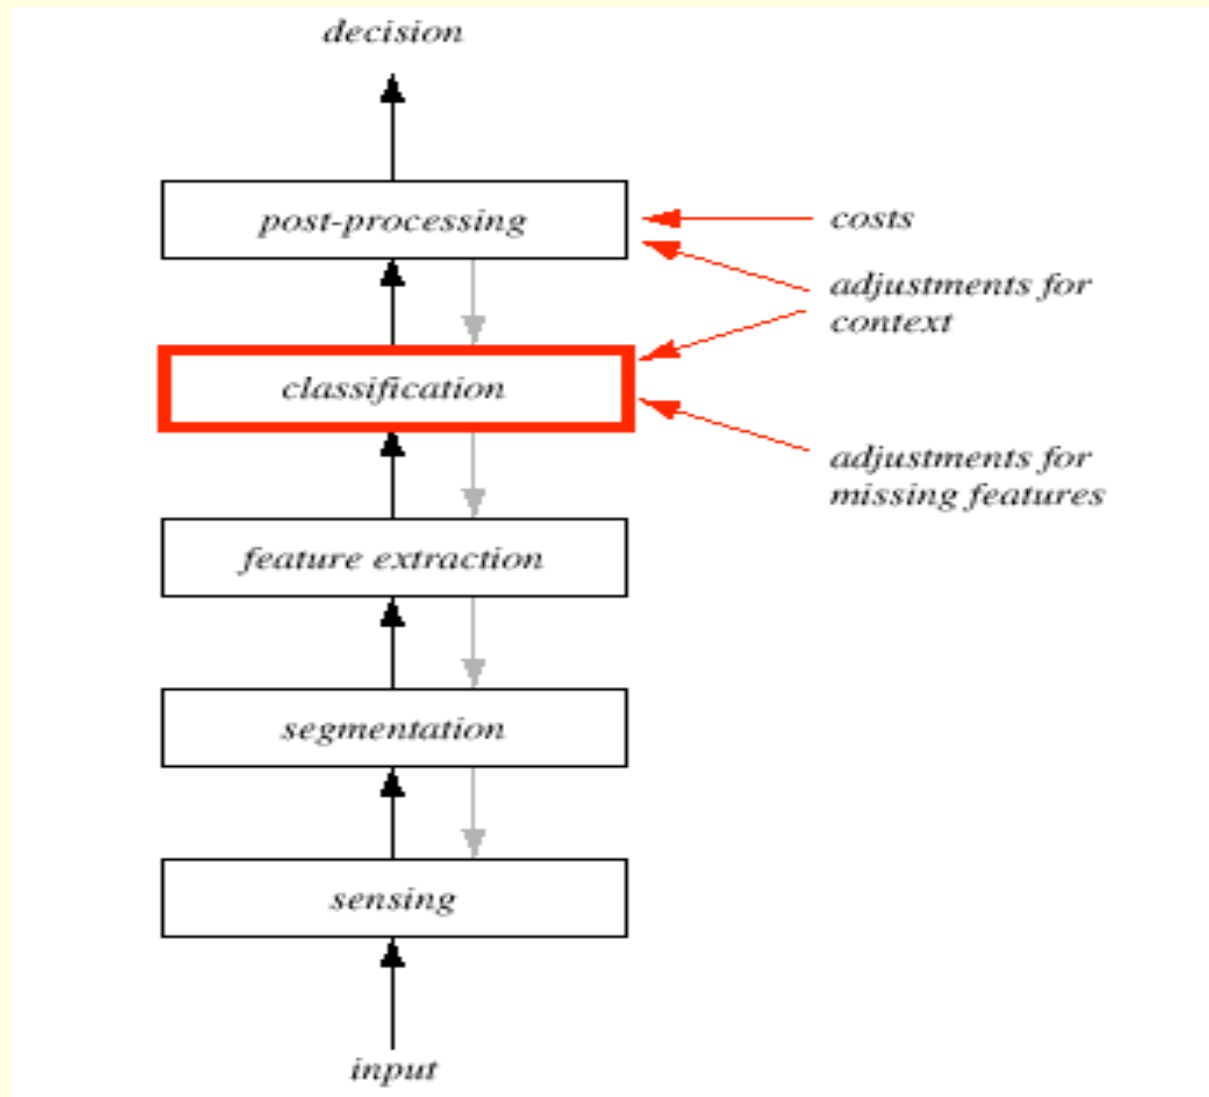 decision
post-processing
costs
adjustments for
context
classification
adjustments for
missing features
feature extraction
segmentation
sensing
input